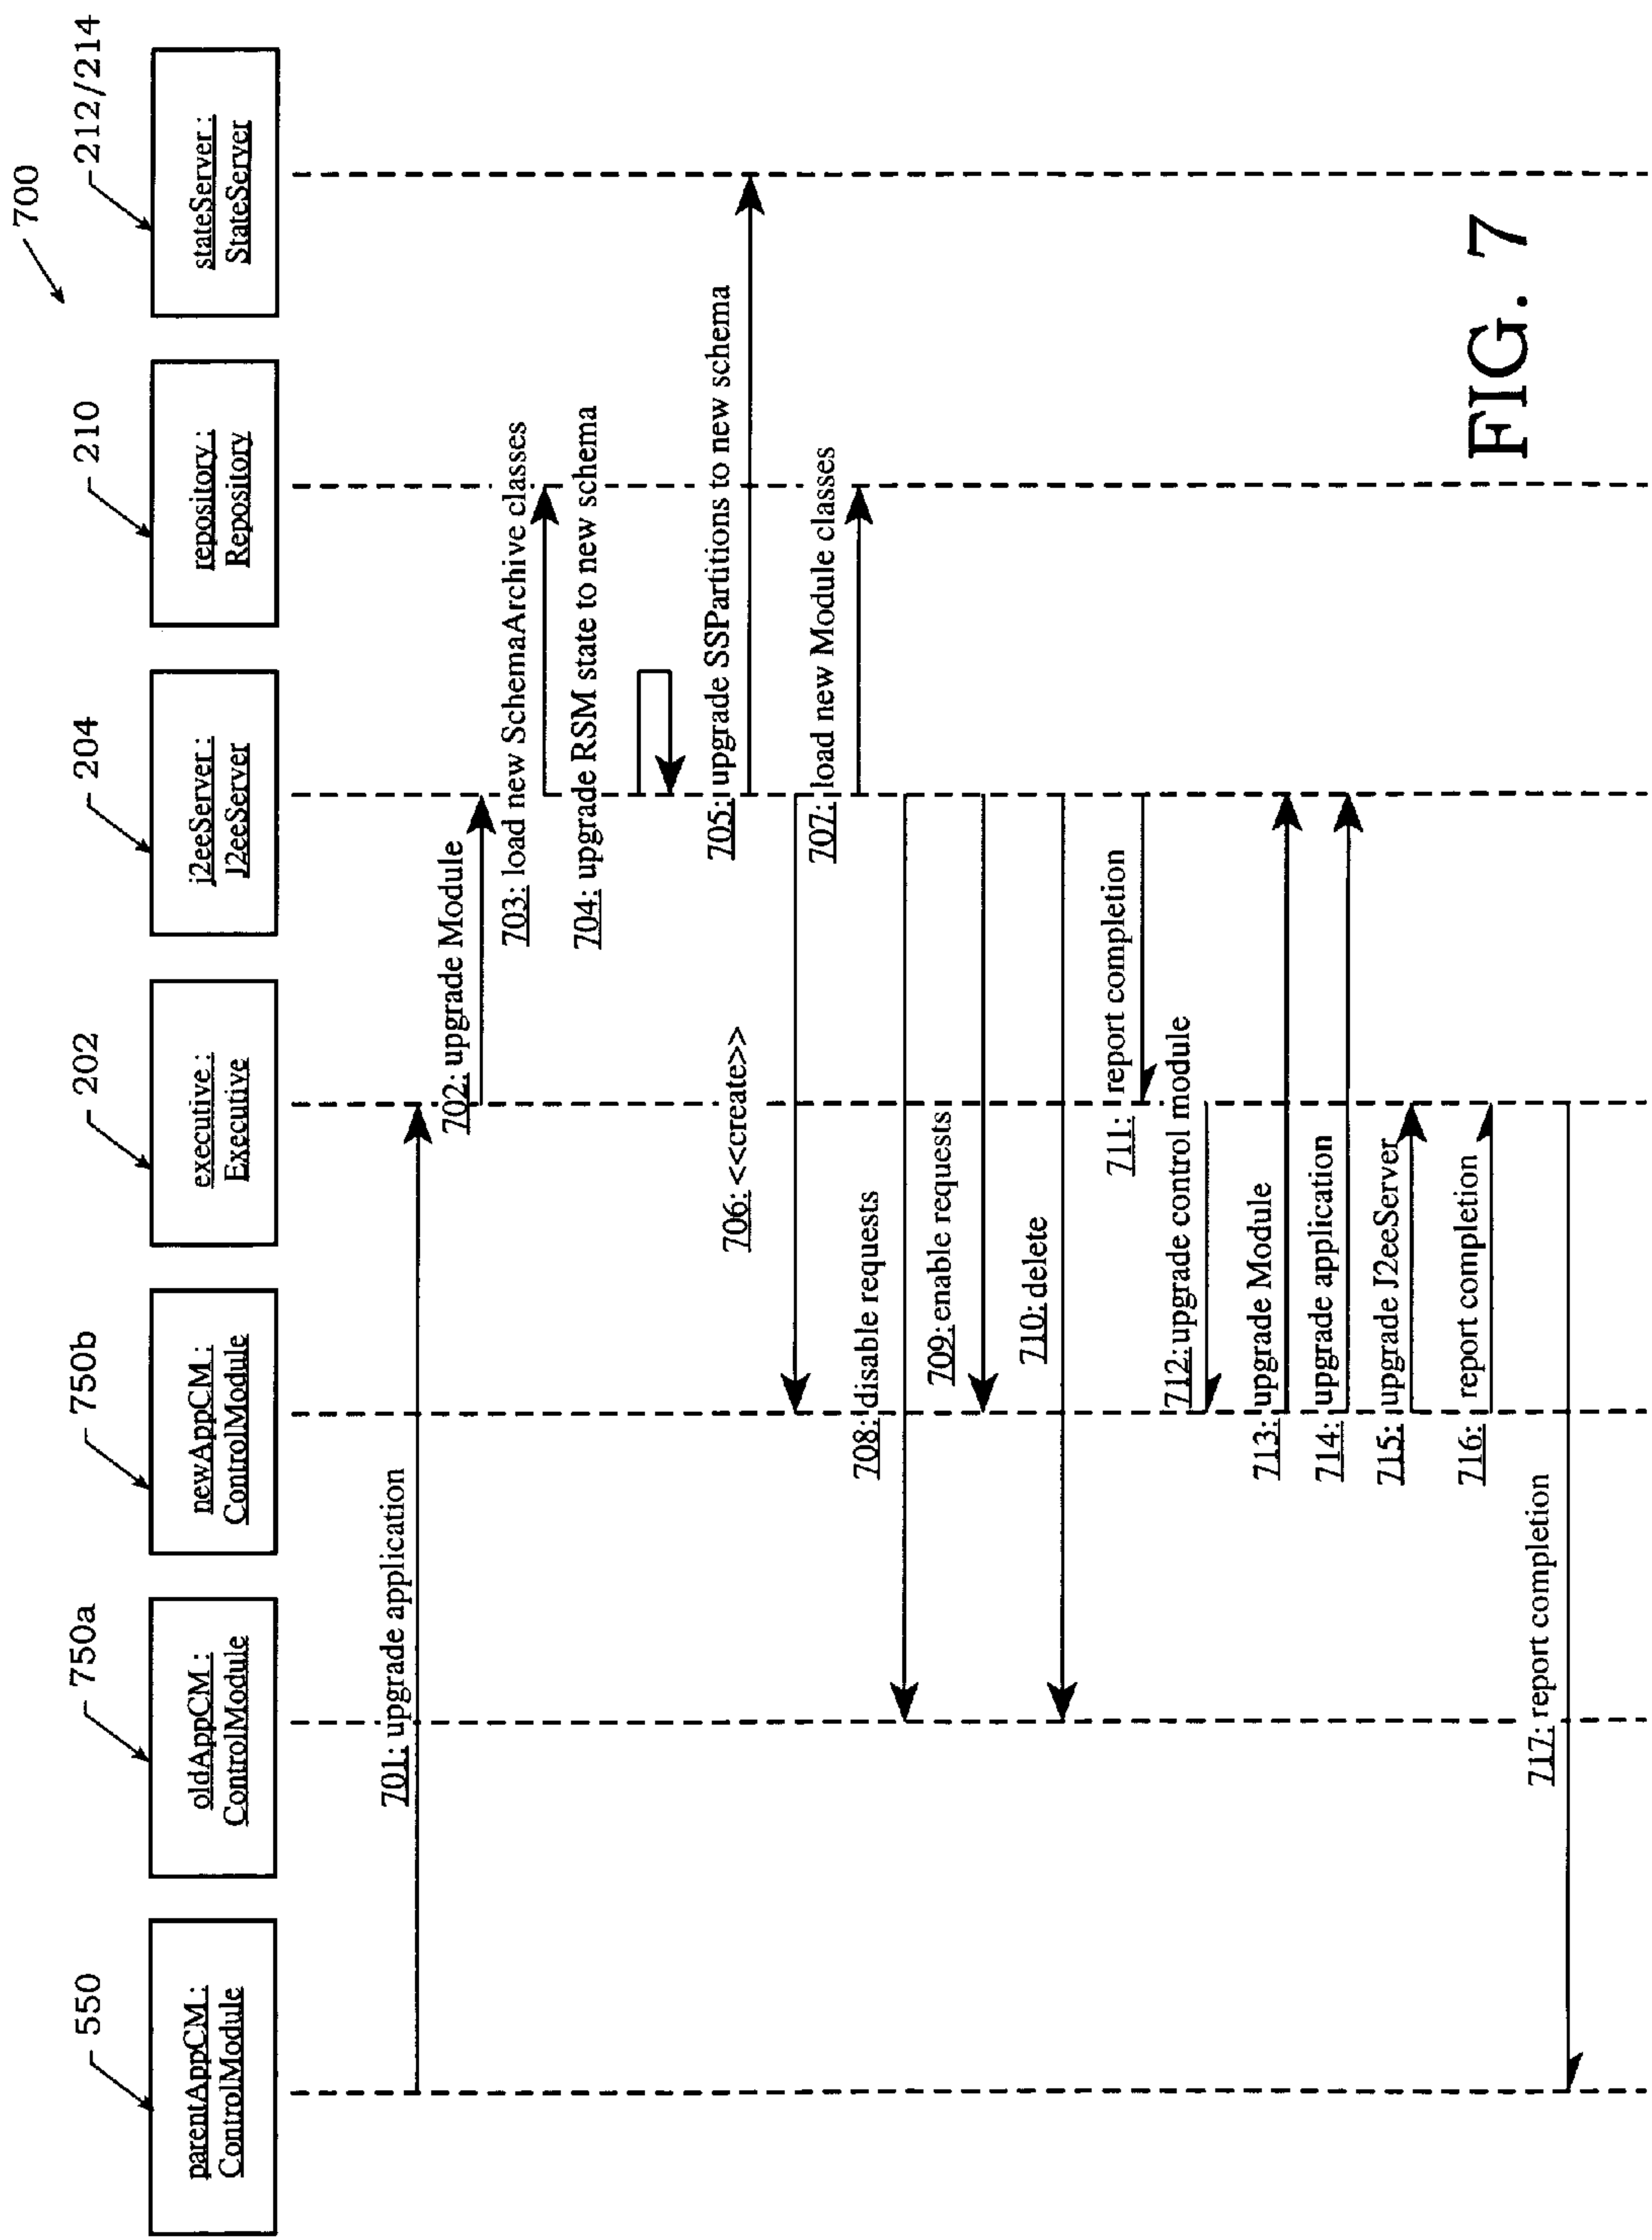 700
550
750a
750b
202
204
210
212/214
parentAppCM :
ControlModule
oldAppCM :
ControlModule
newAppCM :
ControlModule
executive :
Executive
j2eeServer :
J2eeServer
repository :
Repository
stateServer :
StateServer
701: upgrade application
702: upgrade Module
703: load new SchemaArchive classes
704: upgrade RSM state to new schema
705: upgrade SSPartitions to new schema
706: <<create>>
707: load new Module classes
708: disable requests
709: enable requests
710: delete
711: report completion
712: upgrade control module
713: upgrade Module
714: upgrade application
715: upgrade J2eeServer
716: report completion
717: report completion
FIG. 7